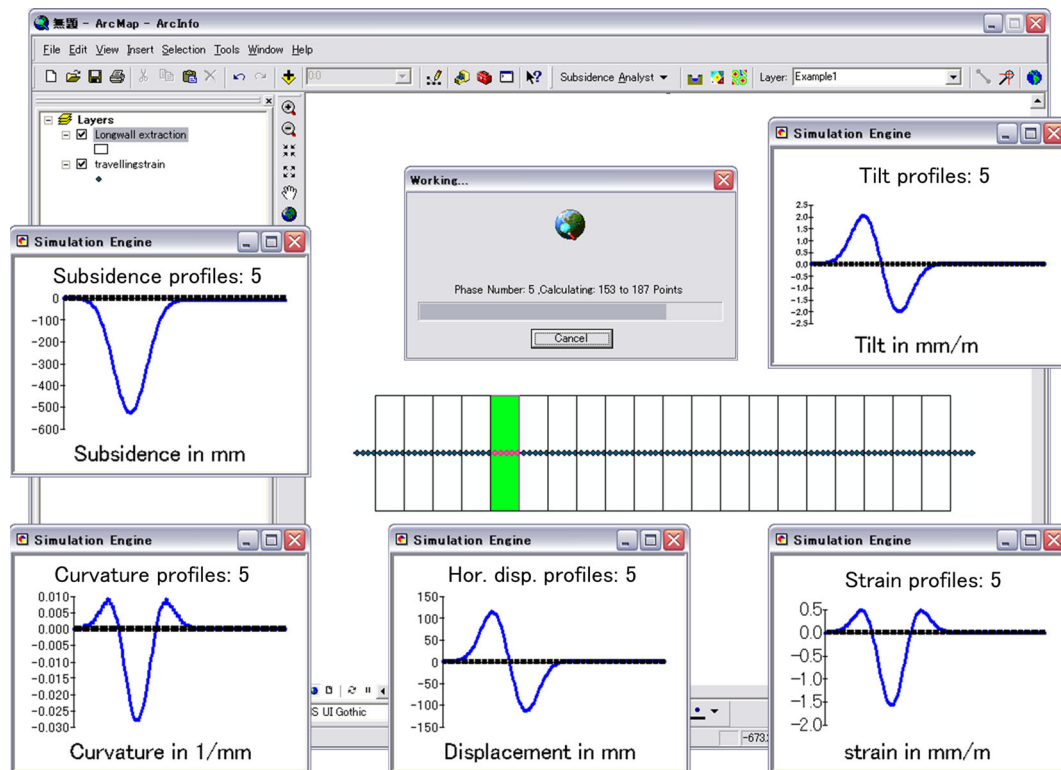 無題 - ArcMap - ArcInfo
File Edit View Insert Selection Tools Window Help
Subsidence Analyst Layer: Example1
Layers
Longwall extraction
travellingstrain
Working...
Phase Number: 5 ,Calculating: 153 to 187 Points
Cancel
Simulation Engine
Tilt profiles: 5
2.5
2.0
1.5
1.0
0.5
0.0
-0.5
-1.0
-1.5
-2.0
-2.5
Tilt in mm/m
Simulation Engine
Subsidence profiles: 5
0
-100
-200
-300
-400
-500
-600
Subsidence in mm
Simulation Engine
Curvature profiles: 5
0.010
0.005
0.000
-0.005
-0.010
-0.015
-0.020
-0.025
-0.030
Curvature in 1/mm
Simulation Engine
Hor. disp. profiles: 5
150
100
50
0
-50
-100
-150
Displacement in mm
Simulation Engine
Strain profiles: 5
0.5
0.0
-0.5
-1.0
-1.5
-2.0
strain in mm/m
S UI Gothic